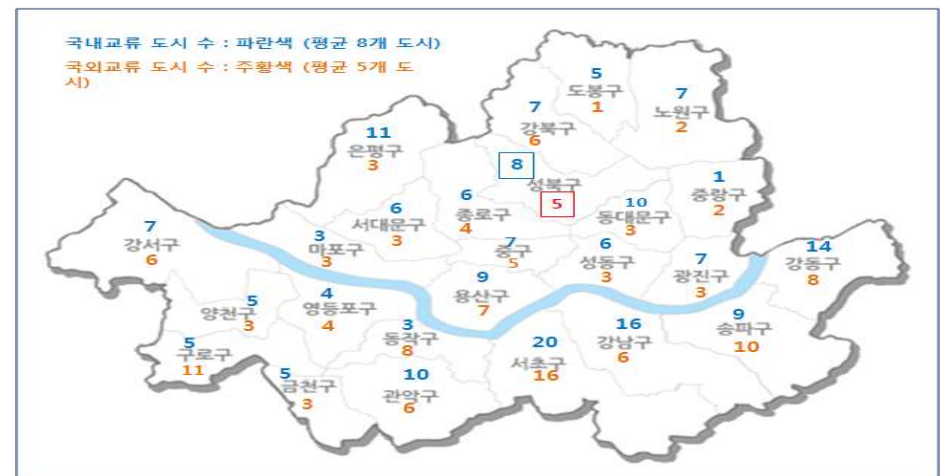 국내교류 도시 수 : 파란색 (평균 8개 도시)
국외교류 도시 수 : 주황색 (평균 5개 도
시)
5
도봉구
1
7
노원구
2
7
강북구
6
11
은평구
3
8
성북구
5
1
중랑구
2
6
종로구
4
10
동대문구
3
6
서대문구
3
7
강서구
6
3
마포구
3
7
중구
5
6
성동구
3
7
광진구
3
14
강동구
8
9
용산구
7
5
양천구
3
4
영등포구
4
3
동작구
8
16
강남구
6
9
송파구
10
5
구로구
11
20
서초구
16
5
금천구
3
10
관악구
6